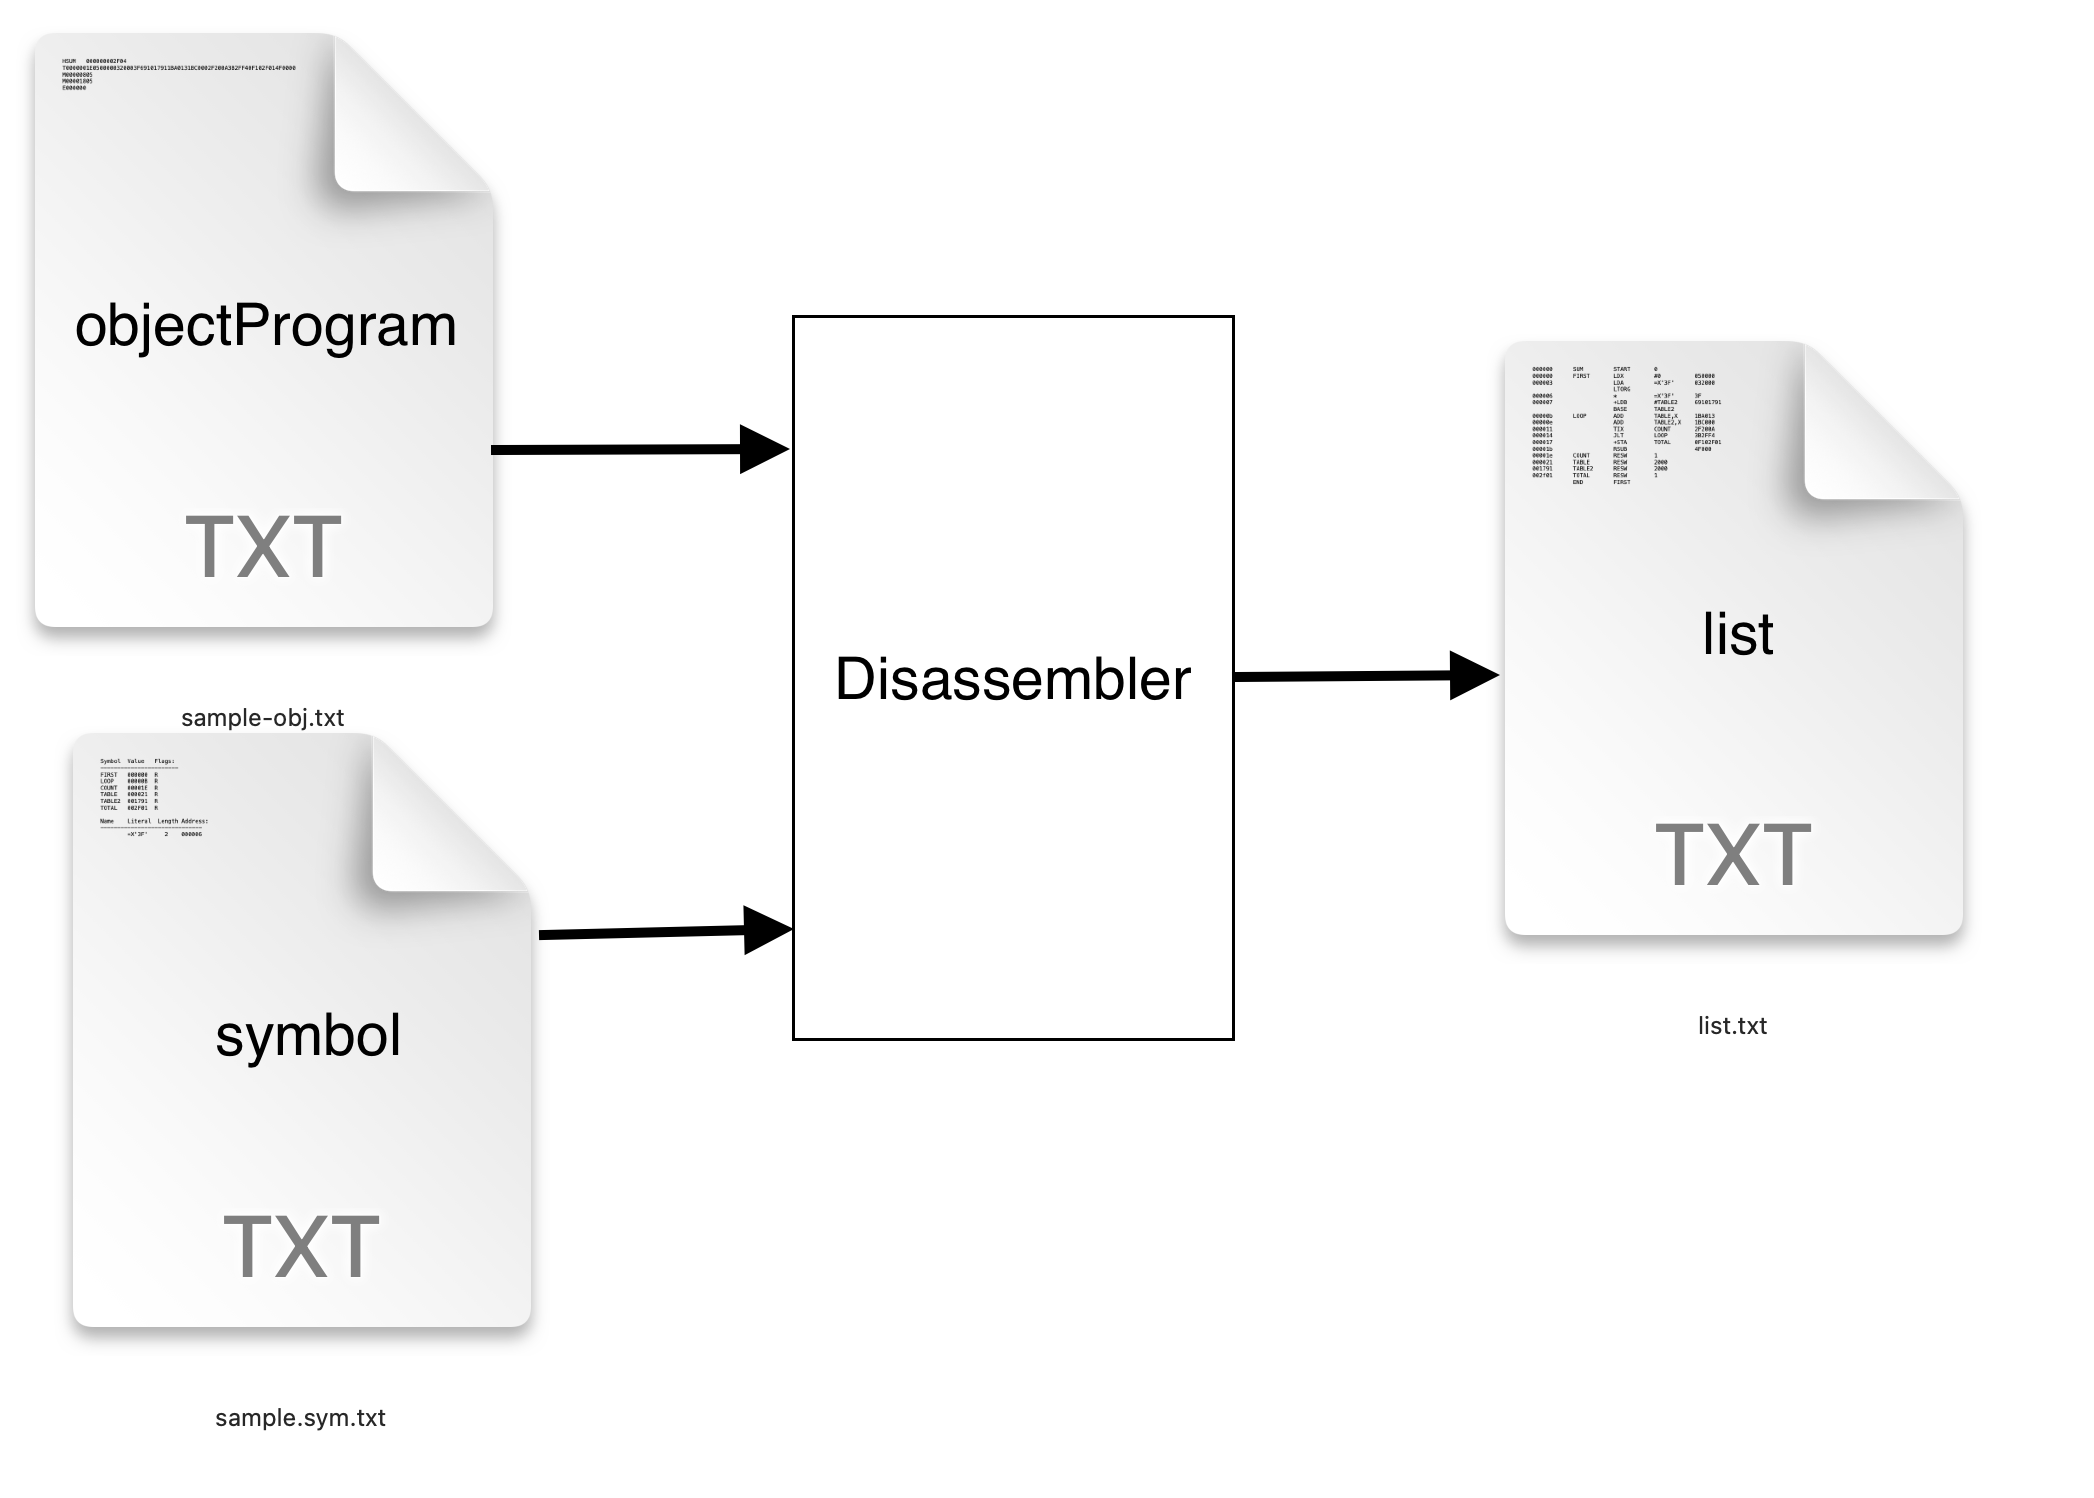 HSUM   000000002F04
T0000001E0500000320003F691017911BA0131BC0002F200A3B2FF40F102F014F0000
M00000805
M00001805
E000000
objectProgram
TXT
sample-obj.txt
Symbol  Value   Flags:
FIRST   000000  R
LOOP    00000B  R
COUNT   00001E  R
TABLE   000021  R
TABLE2  001791  R
TOTAL   002F01  R
Name    Literal  Length Address:
=X'3F'     2    000006
symbol
TXT
sample.sym.txt
Disassembler
000000 SUM START 0
000000 FIRST LDX #0 050000
000003 LDA =X'3F' 032000
LTORG
000006 * =X'3F' 3F
000007 +LDB #TABLE2 69101791
BASE TABLE2
00000b LOOP ADD TABLE,X 1BA013
00000e ADD TABLE2,X 1BC000
000011 TIX COUNT 2F200A
000014 JLT LOOP 3B2FF4
000017 +STA TOTAL 0F102F01
00001b RSUB 4F000
00001e COUNT RESW 1
000021 TABLE RESW 2000
001791 TABLE2 RESW 2000
002f01 TOTAL RESW 1
END FIRST
list
TXT
list.txt